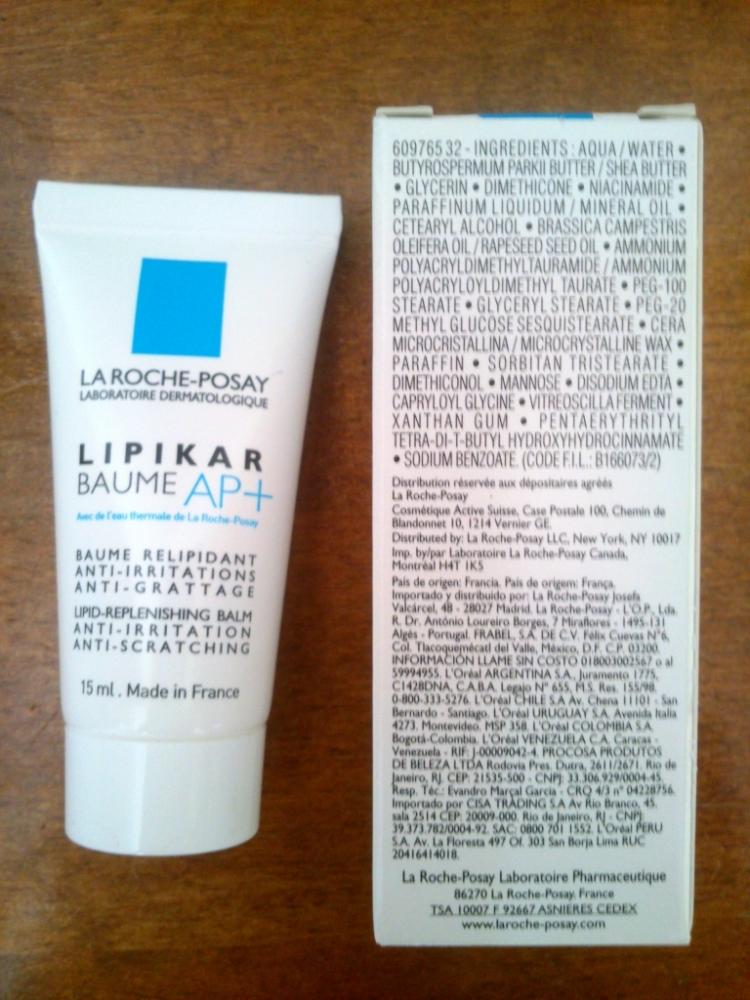 LA ROCHE-POSAY
LABORATOIRE DERMATOLOGIQUE
LIPIKAR
BAUME AP+
Avec de l'eau thermale de La Roche-Posay
BAUME RELIPIDANT
ANTI-IRRITATIONS
ANTI-GRATTAGE
LIPID-REPLENISHING BALM
ANTI-IRRITATION
ANTI-SCRATCHING
15 ml . Made in France
6097653 2 - INGREDIENTS : AQUA / WATER •
BUTYROSPERMUM PARKII BUTTER / SHEA BUTTER
• GLYCERIN • DIMETHICONE • NIACINAMIDE •
PARAFFINUM LIQUIDUM / MINERAL OIL •
CETEARYL ALCOHOL • BRASSICA CAMPESTRIS
OLEIFERA OIL / RAPESEED SEED OIL • AMMONIUM
POLYACRYLDIMETHYLTAURAMIDE / AMMONIUM
POLYACRYLOYLDIMETHYL TAURATE • PEG-100
STEARATE • GLYCERYL STEARATE • PEG-20
METHYL GLUCOSE SESQUISTEARATE • CERA
MICROCRISTALLINA / MICROCRYSTALLINE WAX •
PARAFFIN • SORBITAN TRISTEARATE •
DIMETHICONOL • MANNOSE • DISODIUM EDTA •
CAPRYLOYL GLYCINE • VITREOSCILLA FERMENT •
XANTHAN GUM • PENTAERYTHRITYL
TETRA-DI-T-BUTYL HYDROXYHYDROCINNAMATE
• SODIUM BENZOATE. (CODE F.I.L.: B166073/2)
Distribution réservée aux dépositaires agréés
La Roche-Posay
Cosmétique Active Suisse, Case Postale 100, Chemin de
Blandonnet 10, 1214 Vernier GE.
Distributed by: La Roche-Posay LLC, New York, NY 10017
Imp. by/par Laboratoire La Roche-Posay Canada,
Montréal H4T 1K5
País de origen: Francia. País de origem: França.
Importado y distribuido por: La Roche-Posay Josefa
Valcárcel, 48 - 28027 Madrid. La Roche-Posay - L'O.P., Lda.
R. Dr. António Loureiro Borges, 7 Miraflores - 1495-131
Algés - Portugal. FRABEL, S.A. DE C.V. Félix Cuevas N°6,
Col. Tlacoquemécatl del Valle, México, D.F. C.P. 03200.
INFORMACIÓN LLAME SIN COSTO 018003002567 o al
59994955. L'Oréal ARGENTINA S.A., Juramento 1775,
C1428DNA, C.A.B.A. Legajo N° 655, M.S. Res. 155/98.
0-800-333-5276. L'Oréal CHILE S.A Av. Chena 11101 - San
Bernardo - Santiago. L'Oréal URUGUAY S.A. Avenida Italia
4273. Montevideo. MSP 358. L'Oréal COLOMBIA S.A.
Bogotá-Colombia. L'Oréal VENEZUELA C.A. Caracas -
Venezuela - RIF: J-00009042-4. PROCOSA PRODUTOS
DE BELEZA LTDA Rodovia Pres. Dutra, 2611/2671. Rio de
Janeiro, RJ. CEP: 21535-500 - CNPJ: 33.306.929/0004-45.
Resp. Téc.: Evandro Marçal Garcia - CRQ 4/3 n° 04228756.
Importado por CISA TRADING S.A Av Rio Branco, 45.
sala 2514 CEP: 20009-000. Rio de Janeiro, RJ - CNPJ:
39.373.782/0004-92. SAC: 0800 701 1552. L'Oréal PERU
S.A. Av. La Floresta 497 Of. 303 San Borja Lima RUC
20416414018.
La Roche-Posay Laboratoire Pharmaceutique
86270 La Roche-Posay, France
TSA 10007 F 92667 ASNIERES CEDEX
www.laroche-posay.com